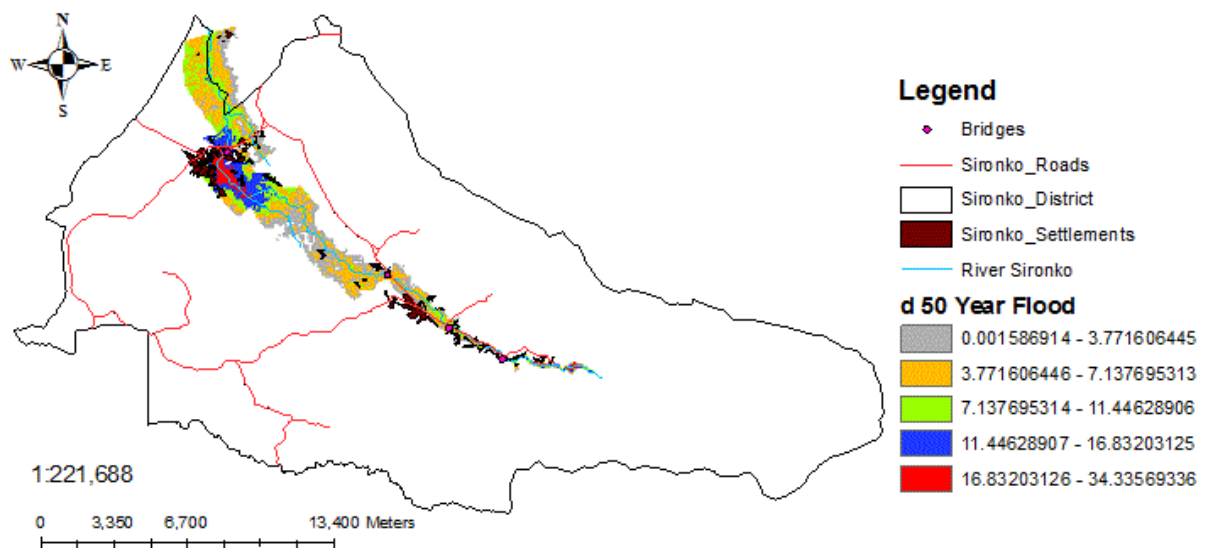 N
W E
S
Legend
Bridges
Sironko_Roads
Sironko_District
Sironko_Settlements
River Sironko
d 50 Year Flood
0.001586914 - 3.771606445
3.771606446 - 7.137695313
7.137695314 - 11.44628906
11.44628907 - 16.83203125
16.83203126 - 34.33569336
1:221,688
0 3,350 6,700 13,400 Meters